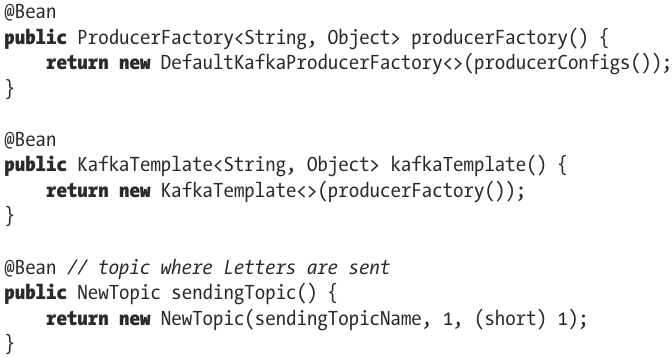 @Bean
public ProducerFactory<String, Object> producerFactory() {
    return new DefaultKafkaProducerFactory<>(producerConfigs());
}

@Bean
public KafkaTemplate<String, Object> kafkaTemplate() {
    return new KafkaTemplate<>(producerFactory());
}

@Bean // topic where Letters are sent
public NewTopic sendingTopic() {
    return new NewTopic(sendingTopicName, 1, (short) 1);
}